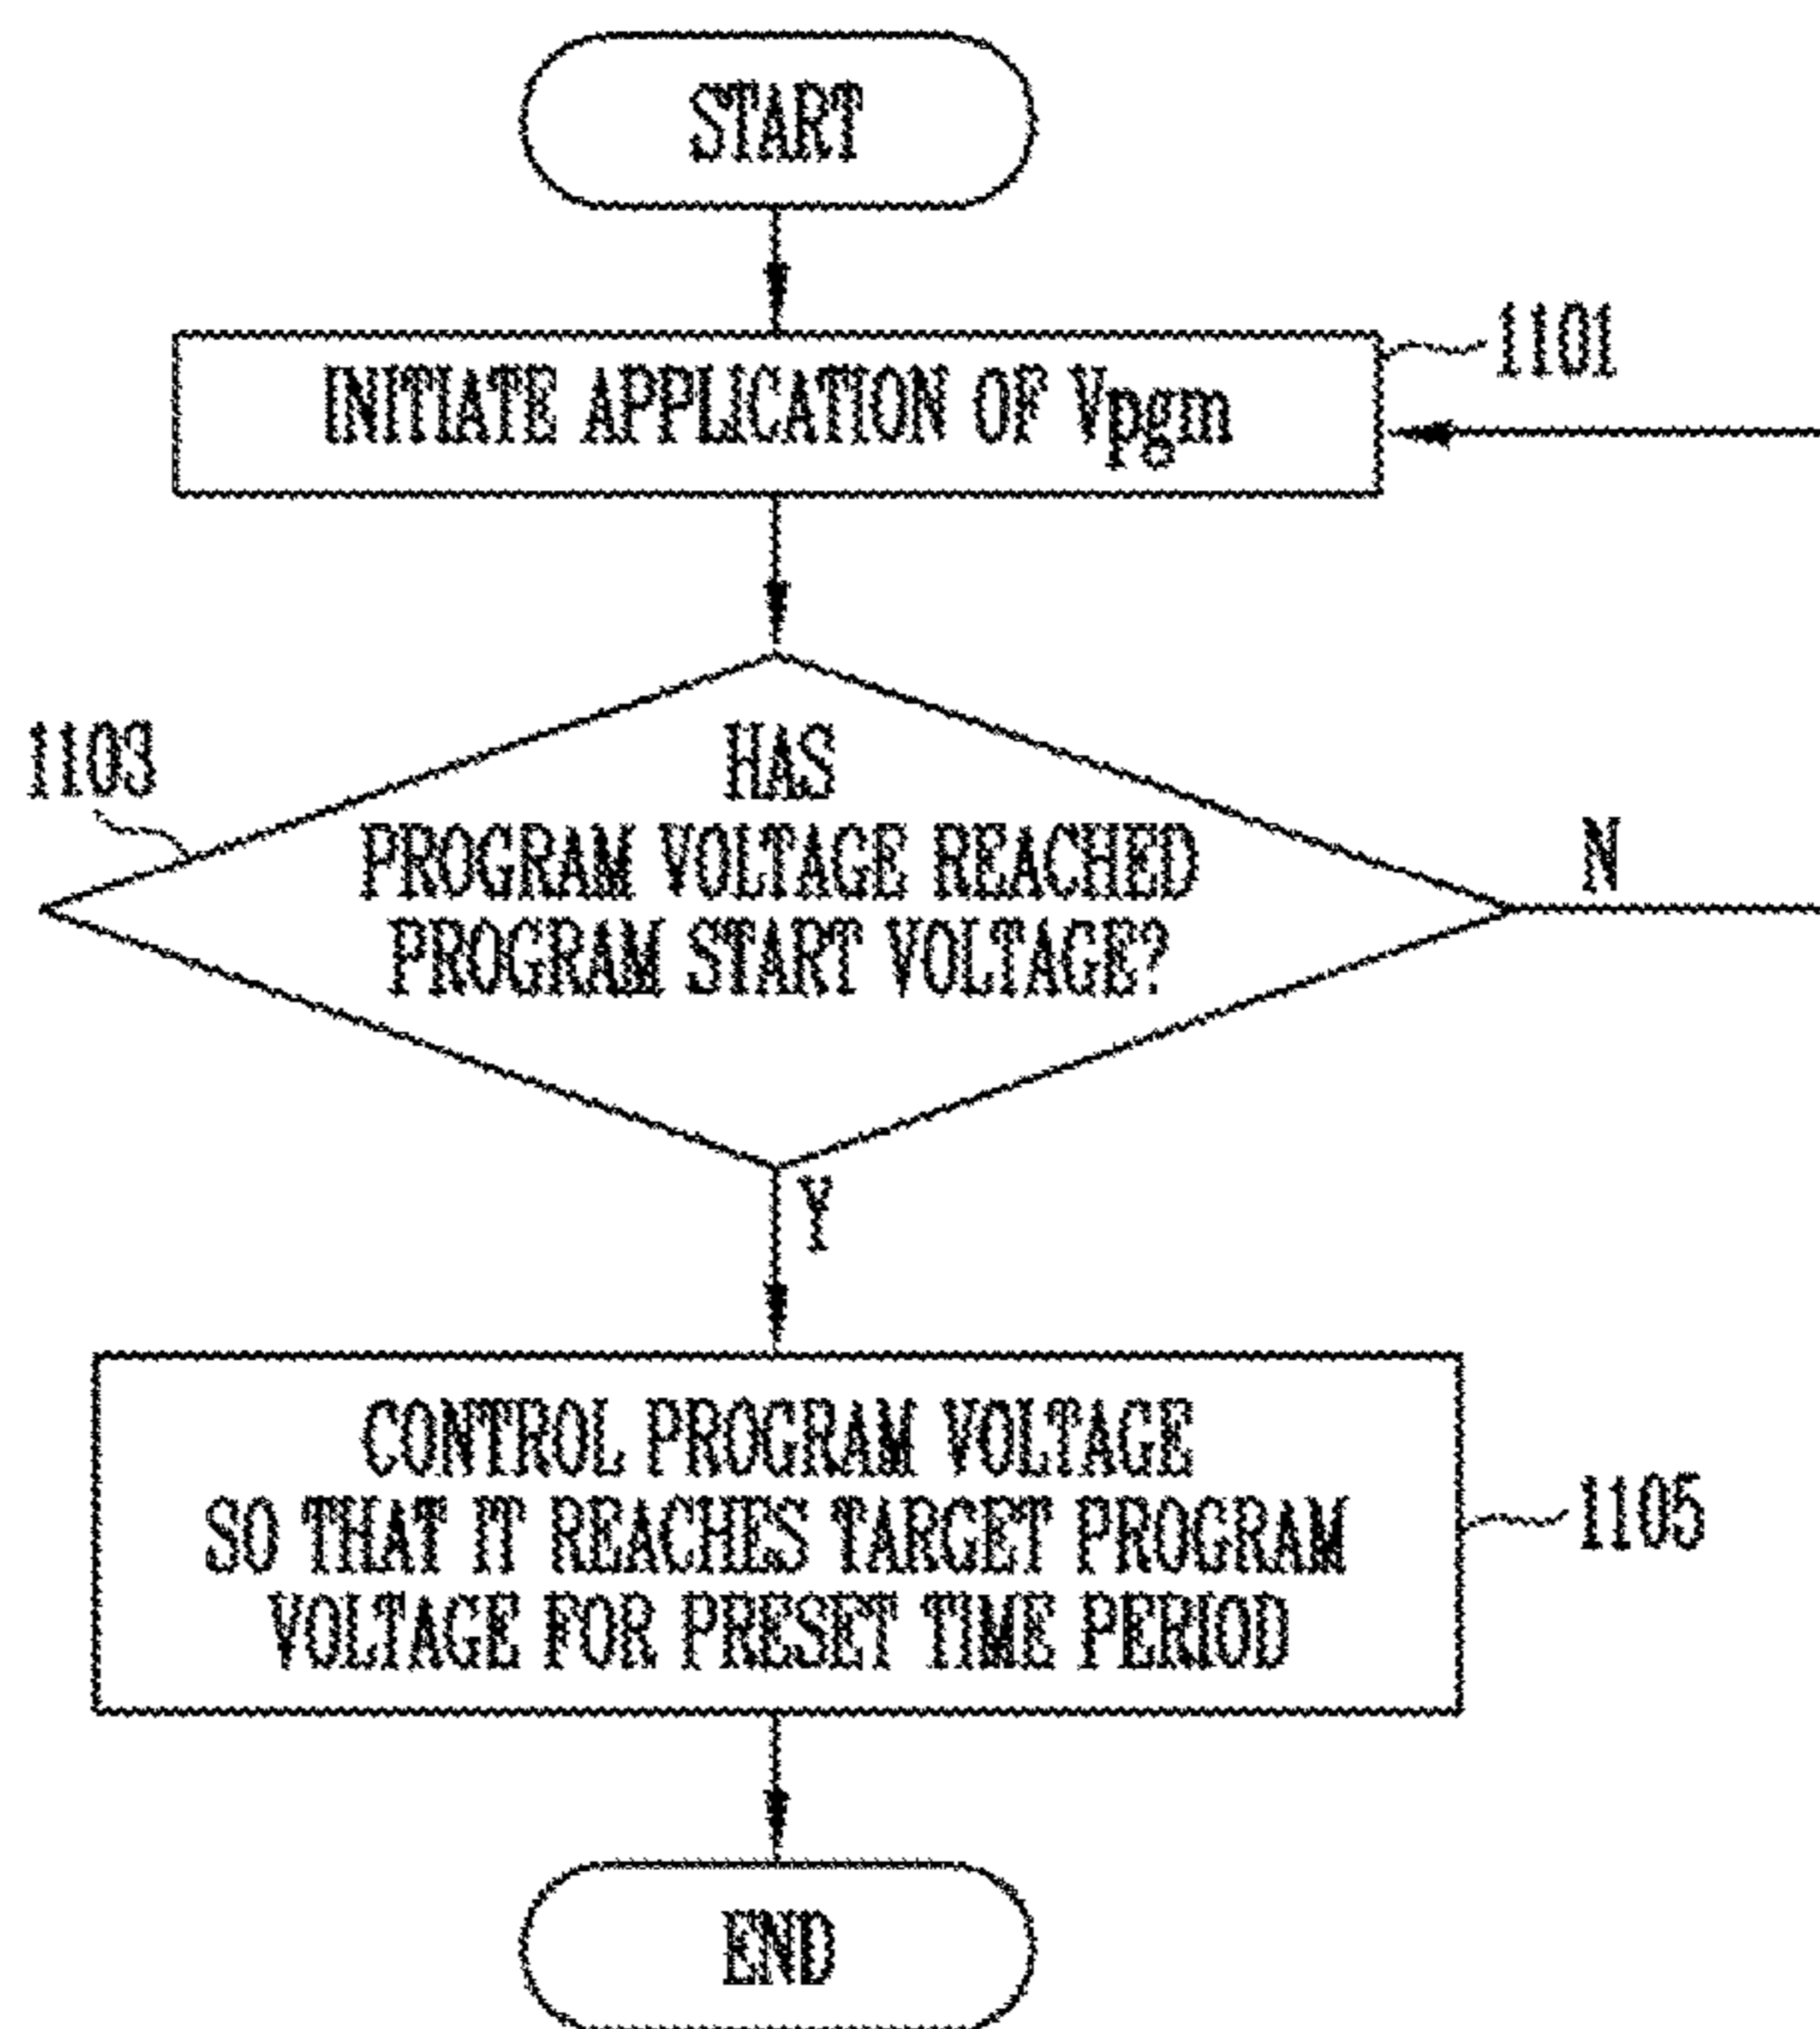 START
INITIATE APPLICATION OF Vpgm
1101
1103
HAS
PROGRAM VOLTAGE REACHED
PROGRAM START VOLTAGE?
N
Y
CONTROL PROGRAM VOLTAGE
SO THAT IT REACHES TARGET PROGRAM
VOLTAGE FOR PRESET TIME PERIOD
1105
END